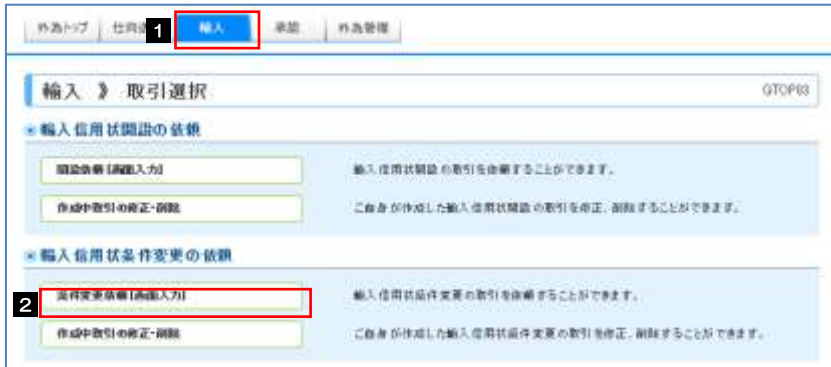 外為トップ 仕向送 1 輸入 承認 外為管理
輸入 》 取引選択 GTOP03
輸入信用状開設の依頼
開設依頼[画面入力] 輸入信用状開設の取引を依頼することができます。
作成中取引の修正・削除 ご自身が作成した輸入信用状開設の取引を修正、削除することができます。
輸入信用状条件変更の依頼
2 条件変更依頼[画面入力] 輸入信用状条件変更の取引を依頼することができます。
作成中取引の修正・削除 ご自身が作成した輸入信用状条件変更の取引を修正、削除することができます。